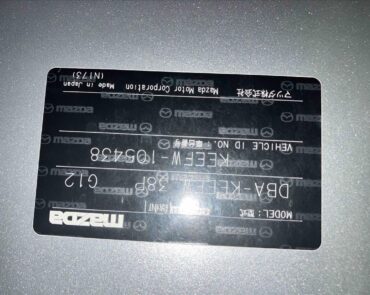 mazda
MODEL: 型式:
DBA-KEEFW 38P G12
VEHICLE ID NO. 車台番号
KEEFW-105438
マツダ株式会社 Mazda Motor Corporation Made in Japan
(N173)